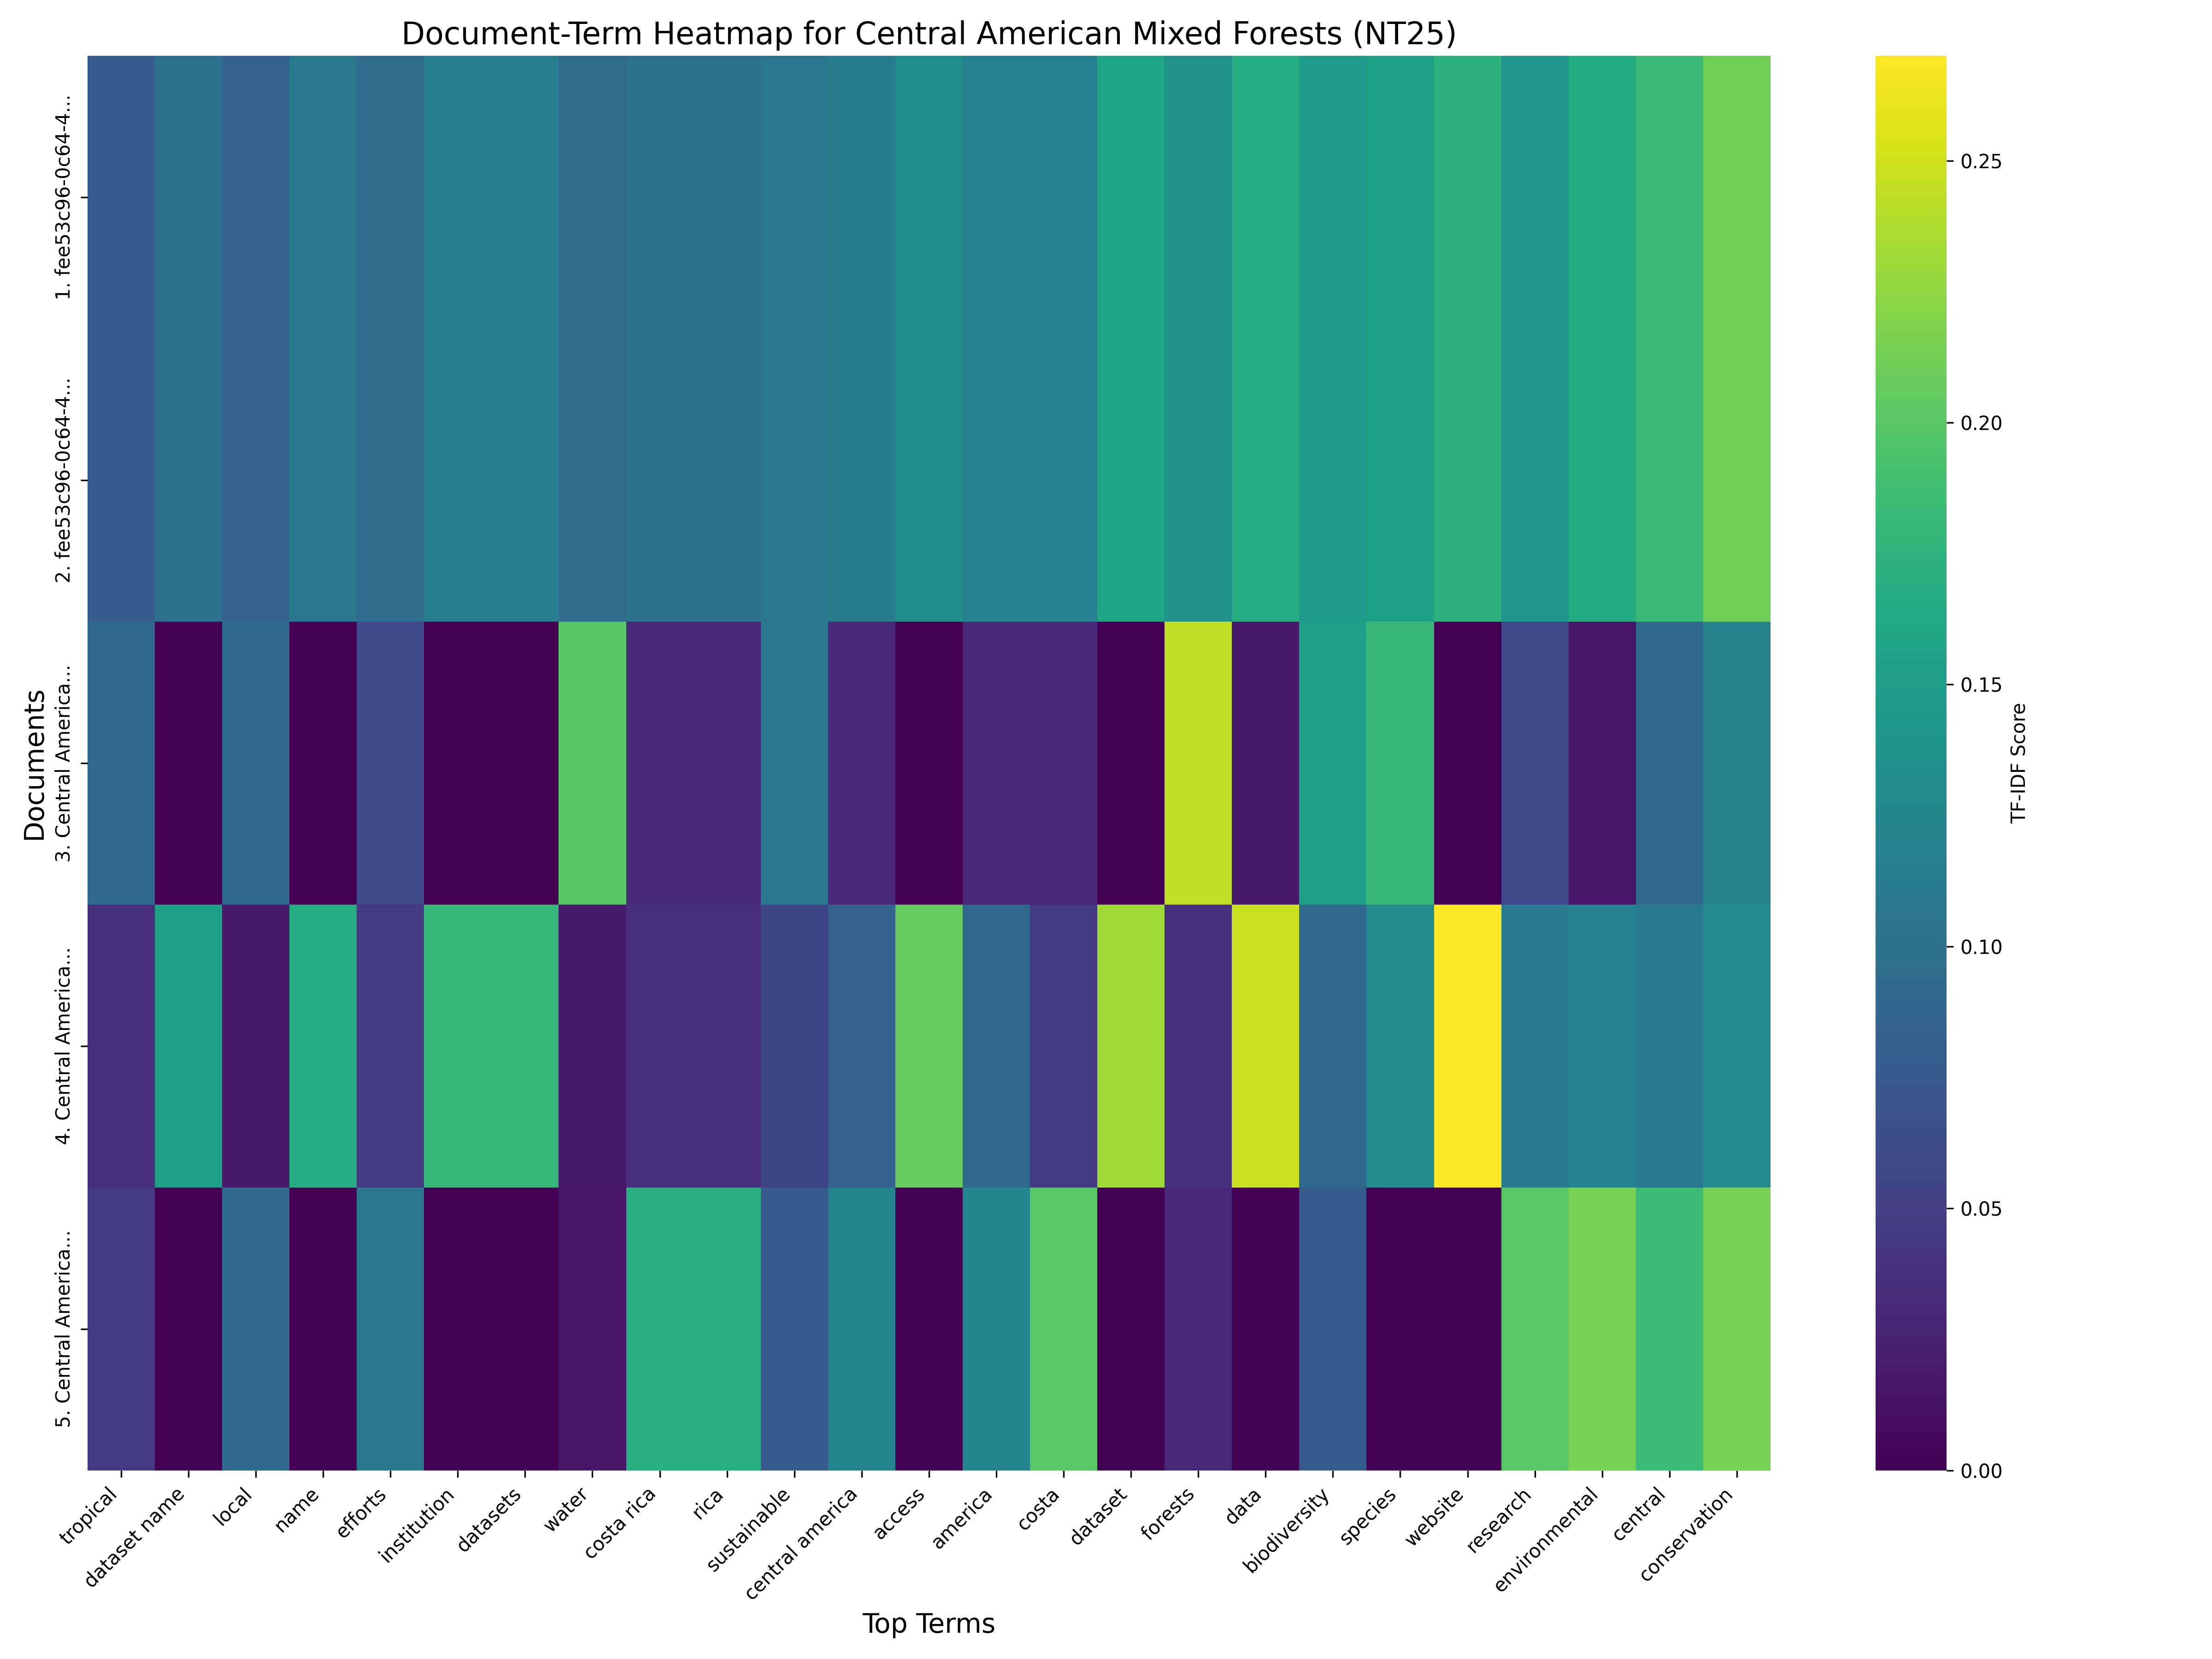 Document-Term Heatmap for Central American Mixed Forests (NT25)
Documents
1. fee53c96-0c64-4...
2. fee53c96-0c64-4...
3. Central America...
4. Central America...
5. Central America...
tropical
dataset name
local
name
efforts
institution
datasets
water
costa rica
rica
sustainable
central america
access
america
costa
dataset
forests
data
biodiversity
species
website
research
environmental
central
conservation
Top Terms
0.25
0.20
0.15
0.10
0.05
0.00
TF-IDF Score